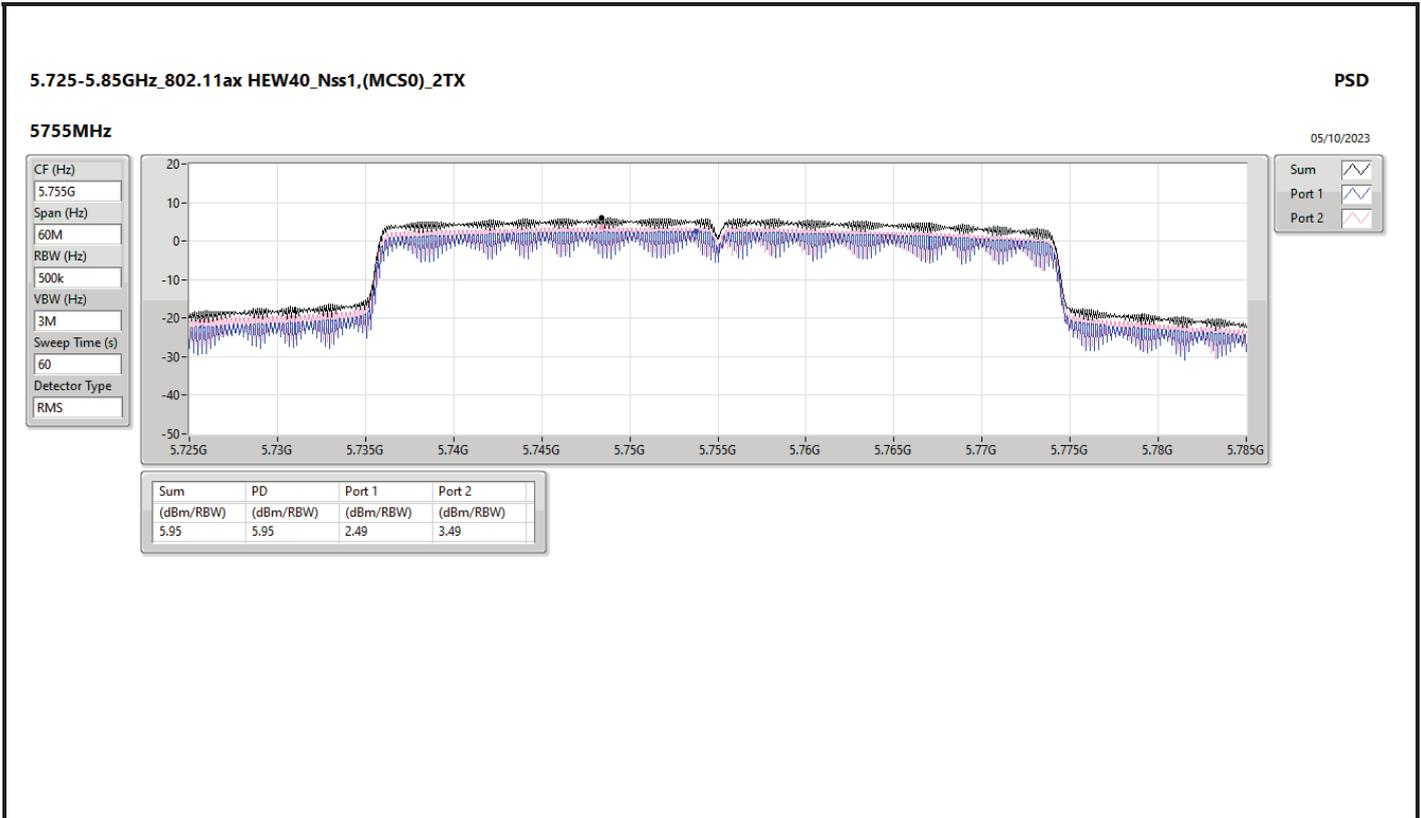 5.725-5.85GHz_802.11ax HEW40_Nss1,(MCS0)_2TX
PSD
5755MHz
05/10/2023
CF (Hz)
5.755G
Span (Hz)
60M
RBW (Hz)
500k
VBW (Hz)
3M
Sweep Time (s)
60
Detector Type
RMS
20
10
0
-10
-20
-30
-40
-50
5.725G 5.73G 5.735G 5.74G 5.745G 5.75G 5.755G 5.76G 5.765G 5.77G 5.775G 5.78G 5.785G
Sum
Port 1
Port 2
Sum PD Port 1 Port 2
(dBm/RBW) (dBm/RBW) (dBm/RBW) (dBm/RBW)
5.95 5.95 2.49 3.49